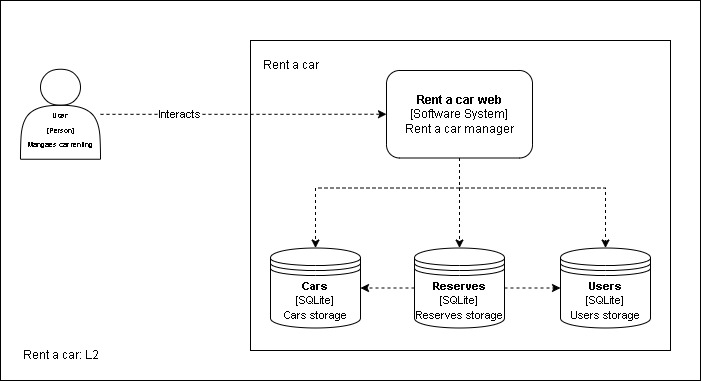 Rent a car
User
[Person]
Mangaes car renting
Interacts
Rent a car web
[Software System]
Rent a car manager
Cars
[SQLite]
Cars storage
Reserves
[SQLite]
Reserves storage
Users
[SQLite]
Users storage
Rent a car: L2